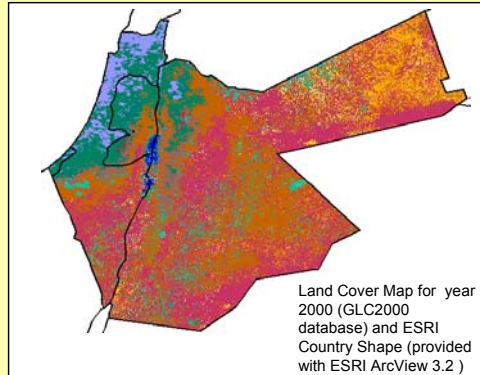 Land Cover Map for year
2000 (GLC2000
database) and ESRI
Country Shape (provided
with ESRI ArcView 3.2 )